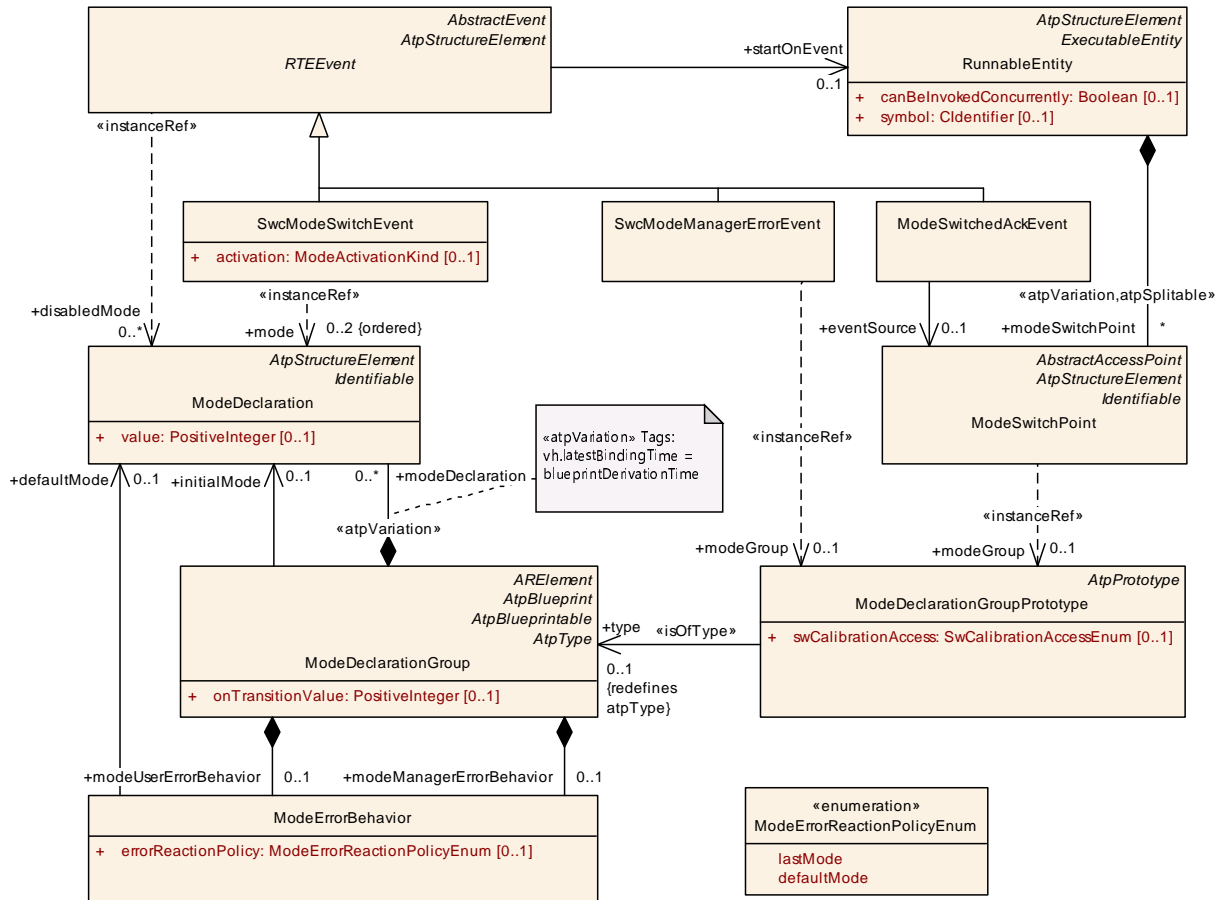 AbstractEvent
AtpStructureElement
RTEEvent
+startOnEvent
0..1
AtpStructureElement
ExecutableEntity
RunnableEntity
+ canBeInvokedConcurrently: Boolean [0..1]
+ symbol: CIdentifier [0..1]
«instanceRef»
SwcModeSwitchEvent
+ activation: ModeActivationKind [0..1]
SwcModeManagerErrorEvent
ModeSwitchedAckEvent
«instanceRef»
«atpVariation,atpSplitable»
+disabledMode
0..*
+mode
0..2 {ordered}
+eventSource
0..1
+modeSwitchPoint
*
AtpStructureElement
Identifiable
ModeDeclaration
+ value: PositiveInteger [0..1]
AbstractAccessPoint
AtpStructureElement
Identifiable
ModeSwitchPoint
«atpVariation» Tags:
vh.latestBindingTime =
blueprintDerivationTime
«instanceRef»
+defaultMode
0..1
+initialMode
0..1
0..*
+modeDeclaration
«atpVariation»
«instanceRef»
+modeGroup
0..1
+modeGroup
0..1
ARElement
AtpBlueprint
AtpBlueprintable
AtpType
ModeDeclarationGroup
+ onTransitionValue: PositiveInteger [0..1]
+type
«isOfType»
0..1
{redefines
atpType}
AtpPrototype
ModeDeclarationGroupPrototype
+ swCalibrationAccess: SwCalibrationAccessEnum [0..1]
+modeUserErrorBehavior
0..1
+modeManagerErrorBehavior
0..1
ModeErrorBehavior
+ errorReactionPolicy: ModeErrorReactionPolicyEnum [0..1]
«enumeration»
ModeErrorReactionPolicyEnum
lastMode
defaultMode